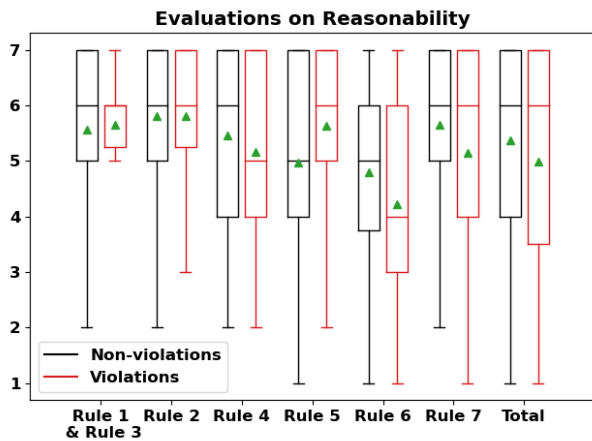 Evaluations on Reasonability
7
6
5
4
3
2
1
Non-violations
Violations
Rule 1 Rule 2 Rule 4 Rule 5 Rule 6 Rule 7 Total
& Rule 3